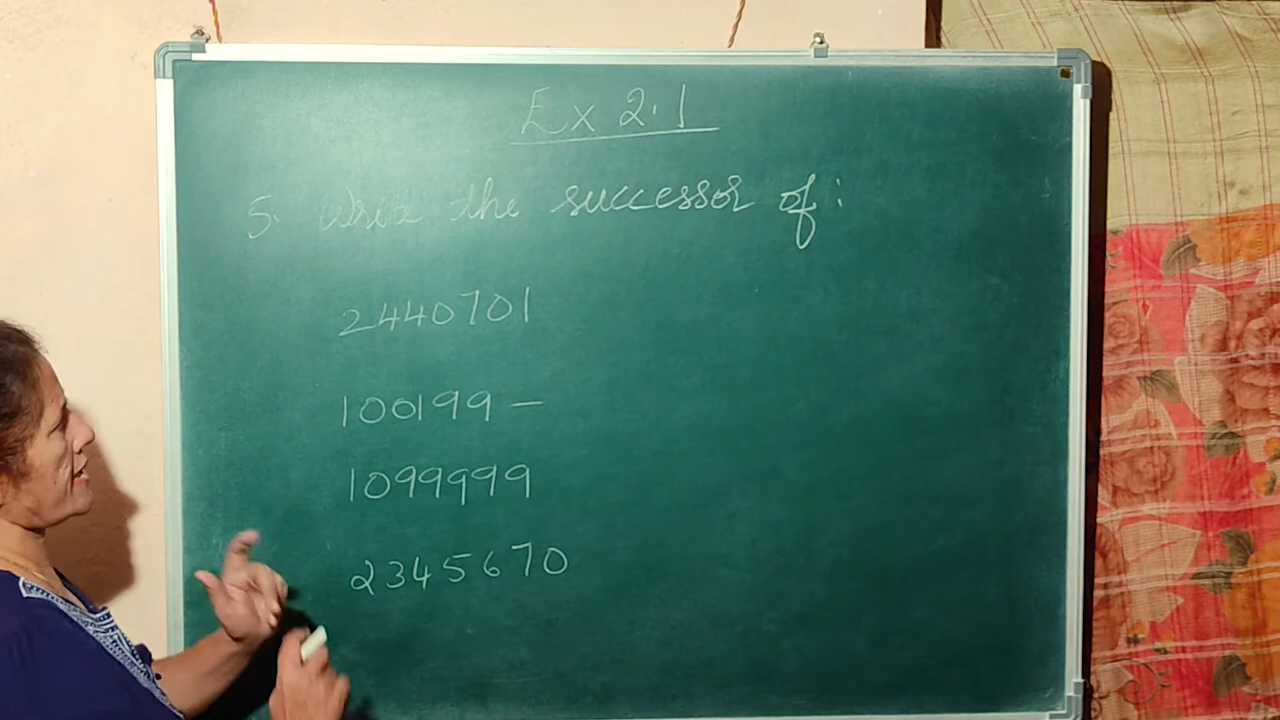 Ex 2.1
5. Write the successor of:
2440701
100199 —
1099999
2345670